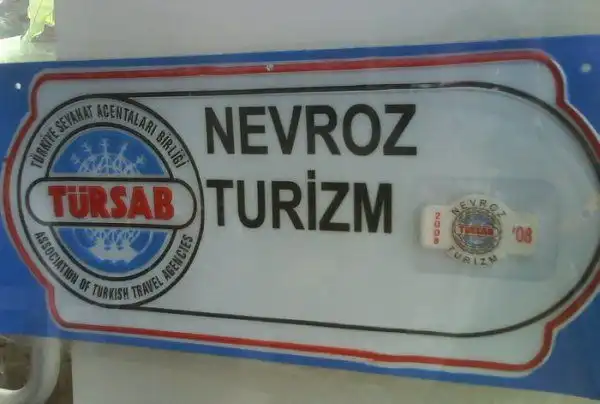 TÜRKİYE SEYAHAT ACENTALARI BİRLİĞİ
TÜRSAB
ASSOCIATION OF TURKISH TRAVEL AGENCIES
NEVROZ
TURİZM
NEVROZ
2008
TURSAB
'08
TURİZM